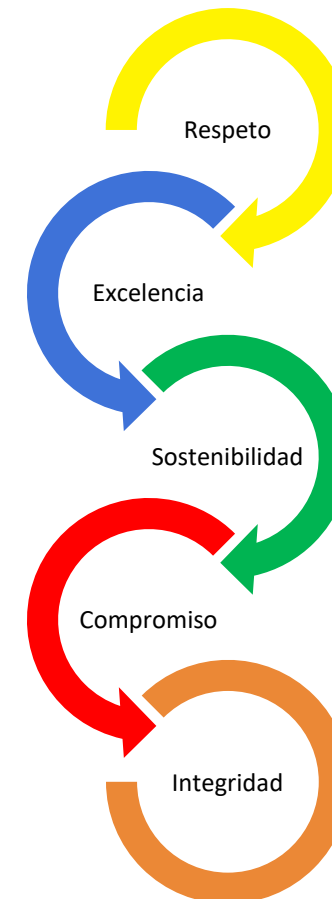 Respeto
Excelencia
Sostenibilidad
Compromiso
Integridad